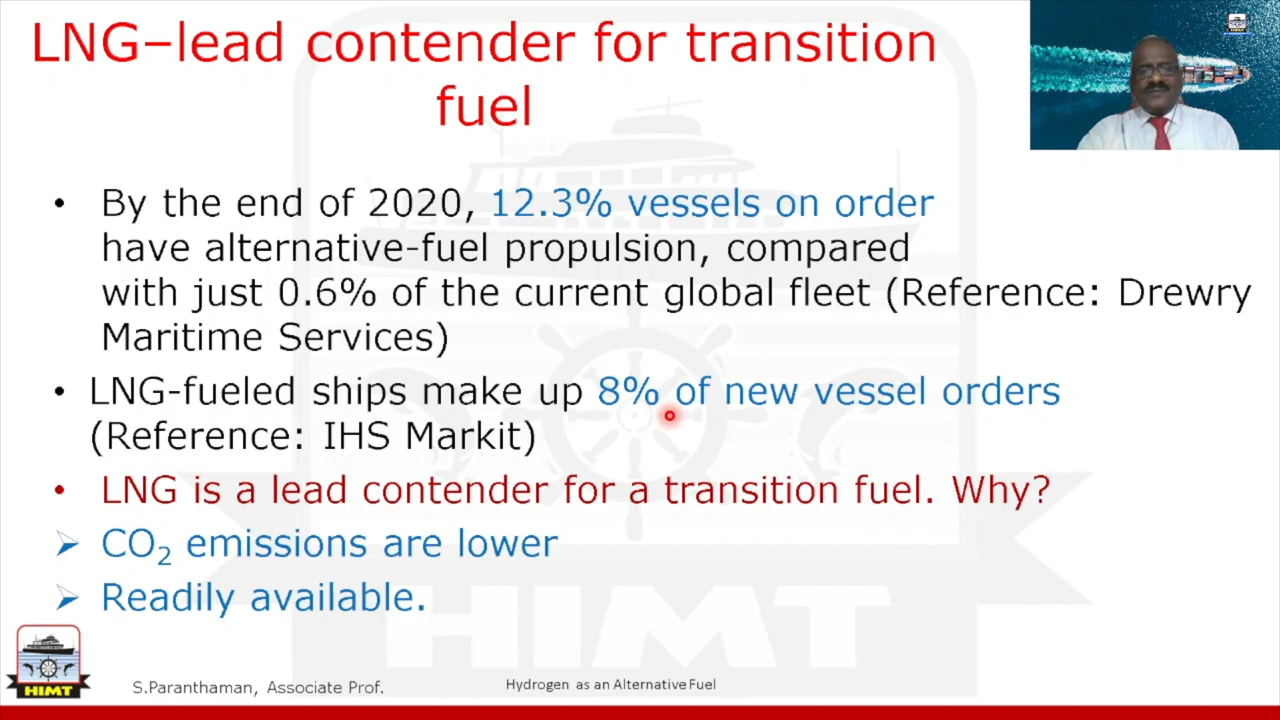 LNG–lead contender for transition
fuel
• By the end of 2020, 12.3% vessels on order
have alternative-fuel propulsion, compared
with just 0.6% of the current global fleet (Reference: Drewry
Maritime Services)
• LNG-fueled ships make up 8% of new vessel orders
(Reference: IHS Markit)
• LNG is a lead contender for a transition fuel. Why?
➢ CO₂ emissions are lower
➢ Readily available.
HIMT
HIMT
HIMT
S.Paranthaman, Associate Prof.
Hydrogen as an Alternative Fuel